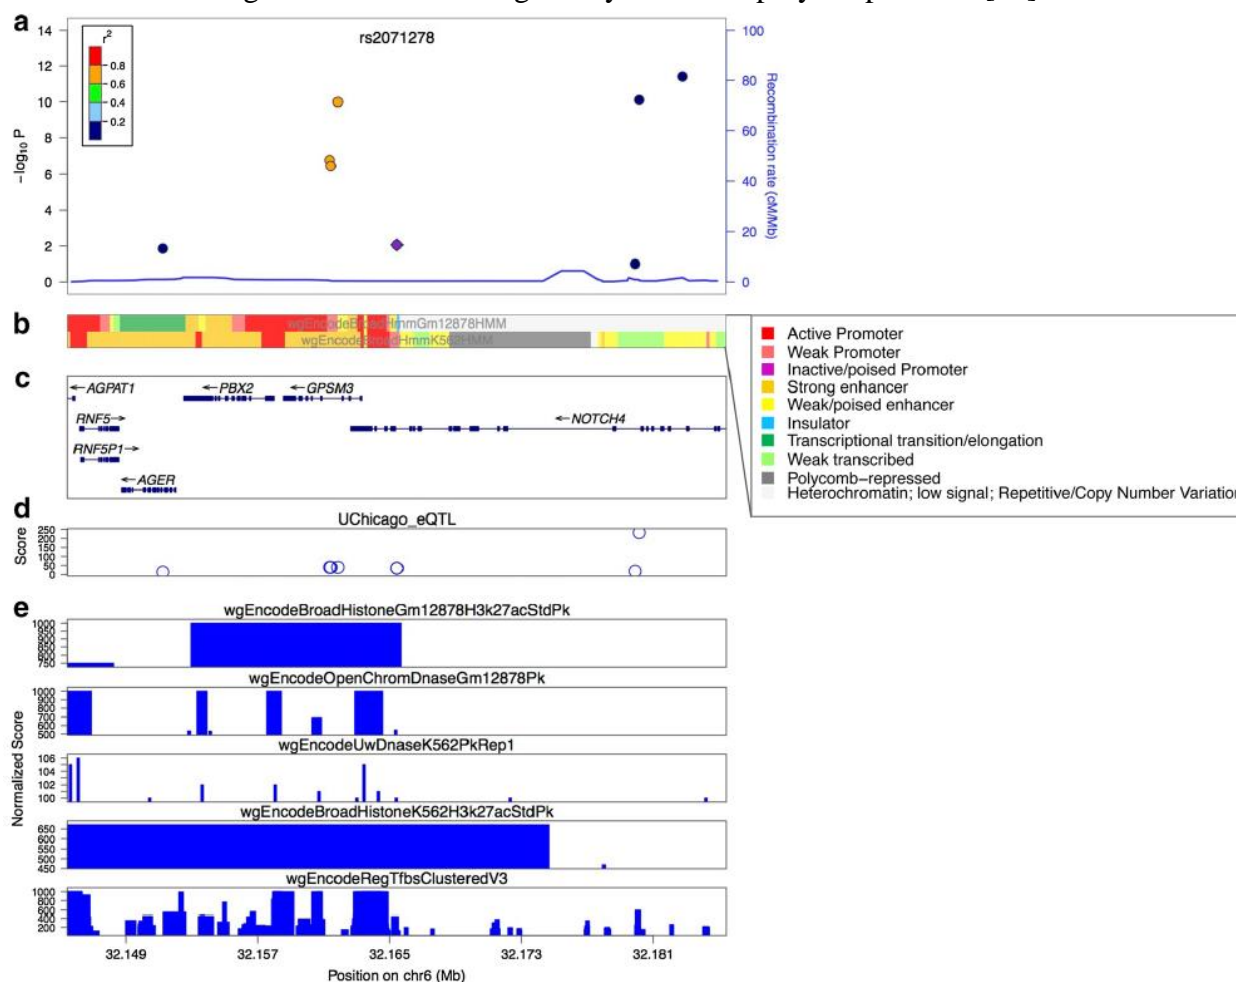 a
rs2071278
r²
0.8
0.6
0.4
0.2
14
12
10
8
6
4
2
0
−log10 P
100
80
60
40
20
0
Recombination rate (cM/Mb)
b
wgEncodeBroadHmmGm12878HMM
wgEncodeBroadHmmK562HMM
Active Promoter
Weak Promoter
Inactive/poised Promoter
Strong enhancer
Weak/poised enhancer
Insulator
Transcriptional transition/elongation
Weak transcribed
Polycomb−repressed
Heterochromatin; low signal; Repetitive/Copy Number Variation
c
←AGPAT1 ←PBX2 ←GPSM3
RNF5→ ←NOTCH4
RNF5P1→
←AGER
d
UChicago_eQTL
Score
250
200
150
100
50
0
e
wgEncodeBroadHistoneGm12878H3k27acStdPk
1000
950
900
850
800
750
wgEncodeOpenChromDnaseGm12878Pk
1000
900
800
700
600
500
wgEncodeUwDnaseK562PkRep1
106
104
102
100
Normalized Score
wgEncodeBroadHistoneK562H3k27acStdPk
650
600
550
500
450
wgEncodeRegTfbsClusteredV3
1000
800
600
400
200
32.149 32.157 32.165 32.173 32.181
Position on chr6 (Mb)